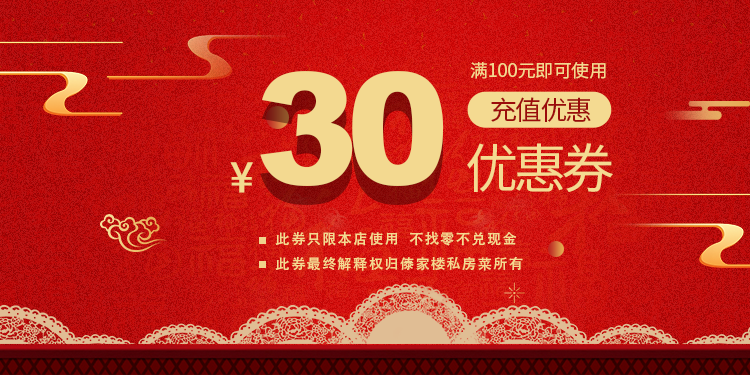 ¥30
满100元即可使用
充值优惠
优惠券
此券只限本店使用 不找零不兑现金
此券最终解释权归傣家楼私房菜所有